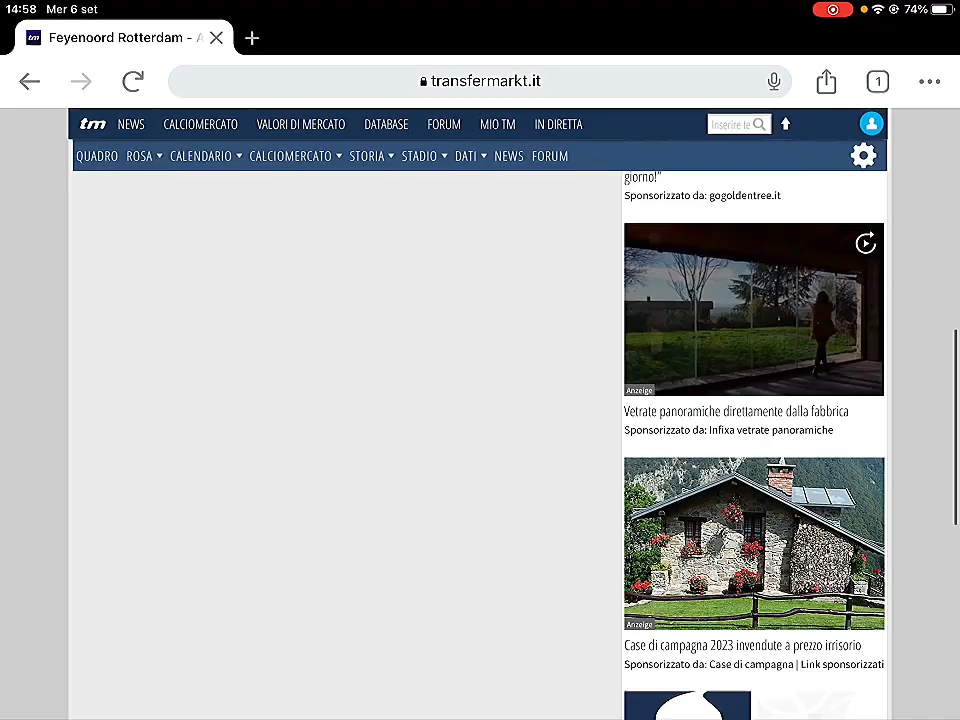 14:58 Mer 6 set 74%
tm Feyenoord Rotterdam - A
transfermarkt.it 1
tm NEWS CALCIOMERCATO VALORI DI MERCATO DATABASE FORUM MIO TM IN DIRETTA Inserire te
QUADRO ROSA CALENDARIO CALCIOMERCATO STORIA STADIO DATI NEWS FORUM
giorno!"
Sponsorizzato da: gogoldentree.it
Anzeige
Vetrate panoramiche direttamente dalla fabbrica
Sponsorizzato da: Infixa vetrate panoramiche
Anzeige
Case di campagna 2023 invendute a prezzo irrisorio
Sponsorizzato da: Case di campagna | Link sponsorizzati